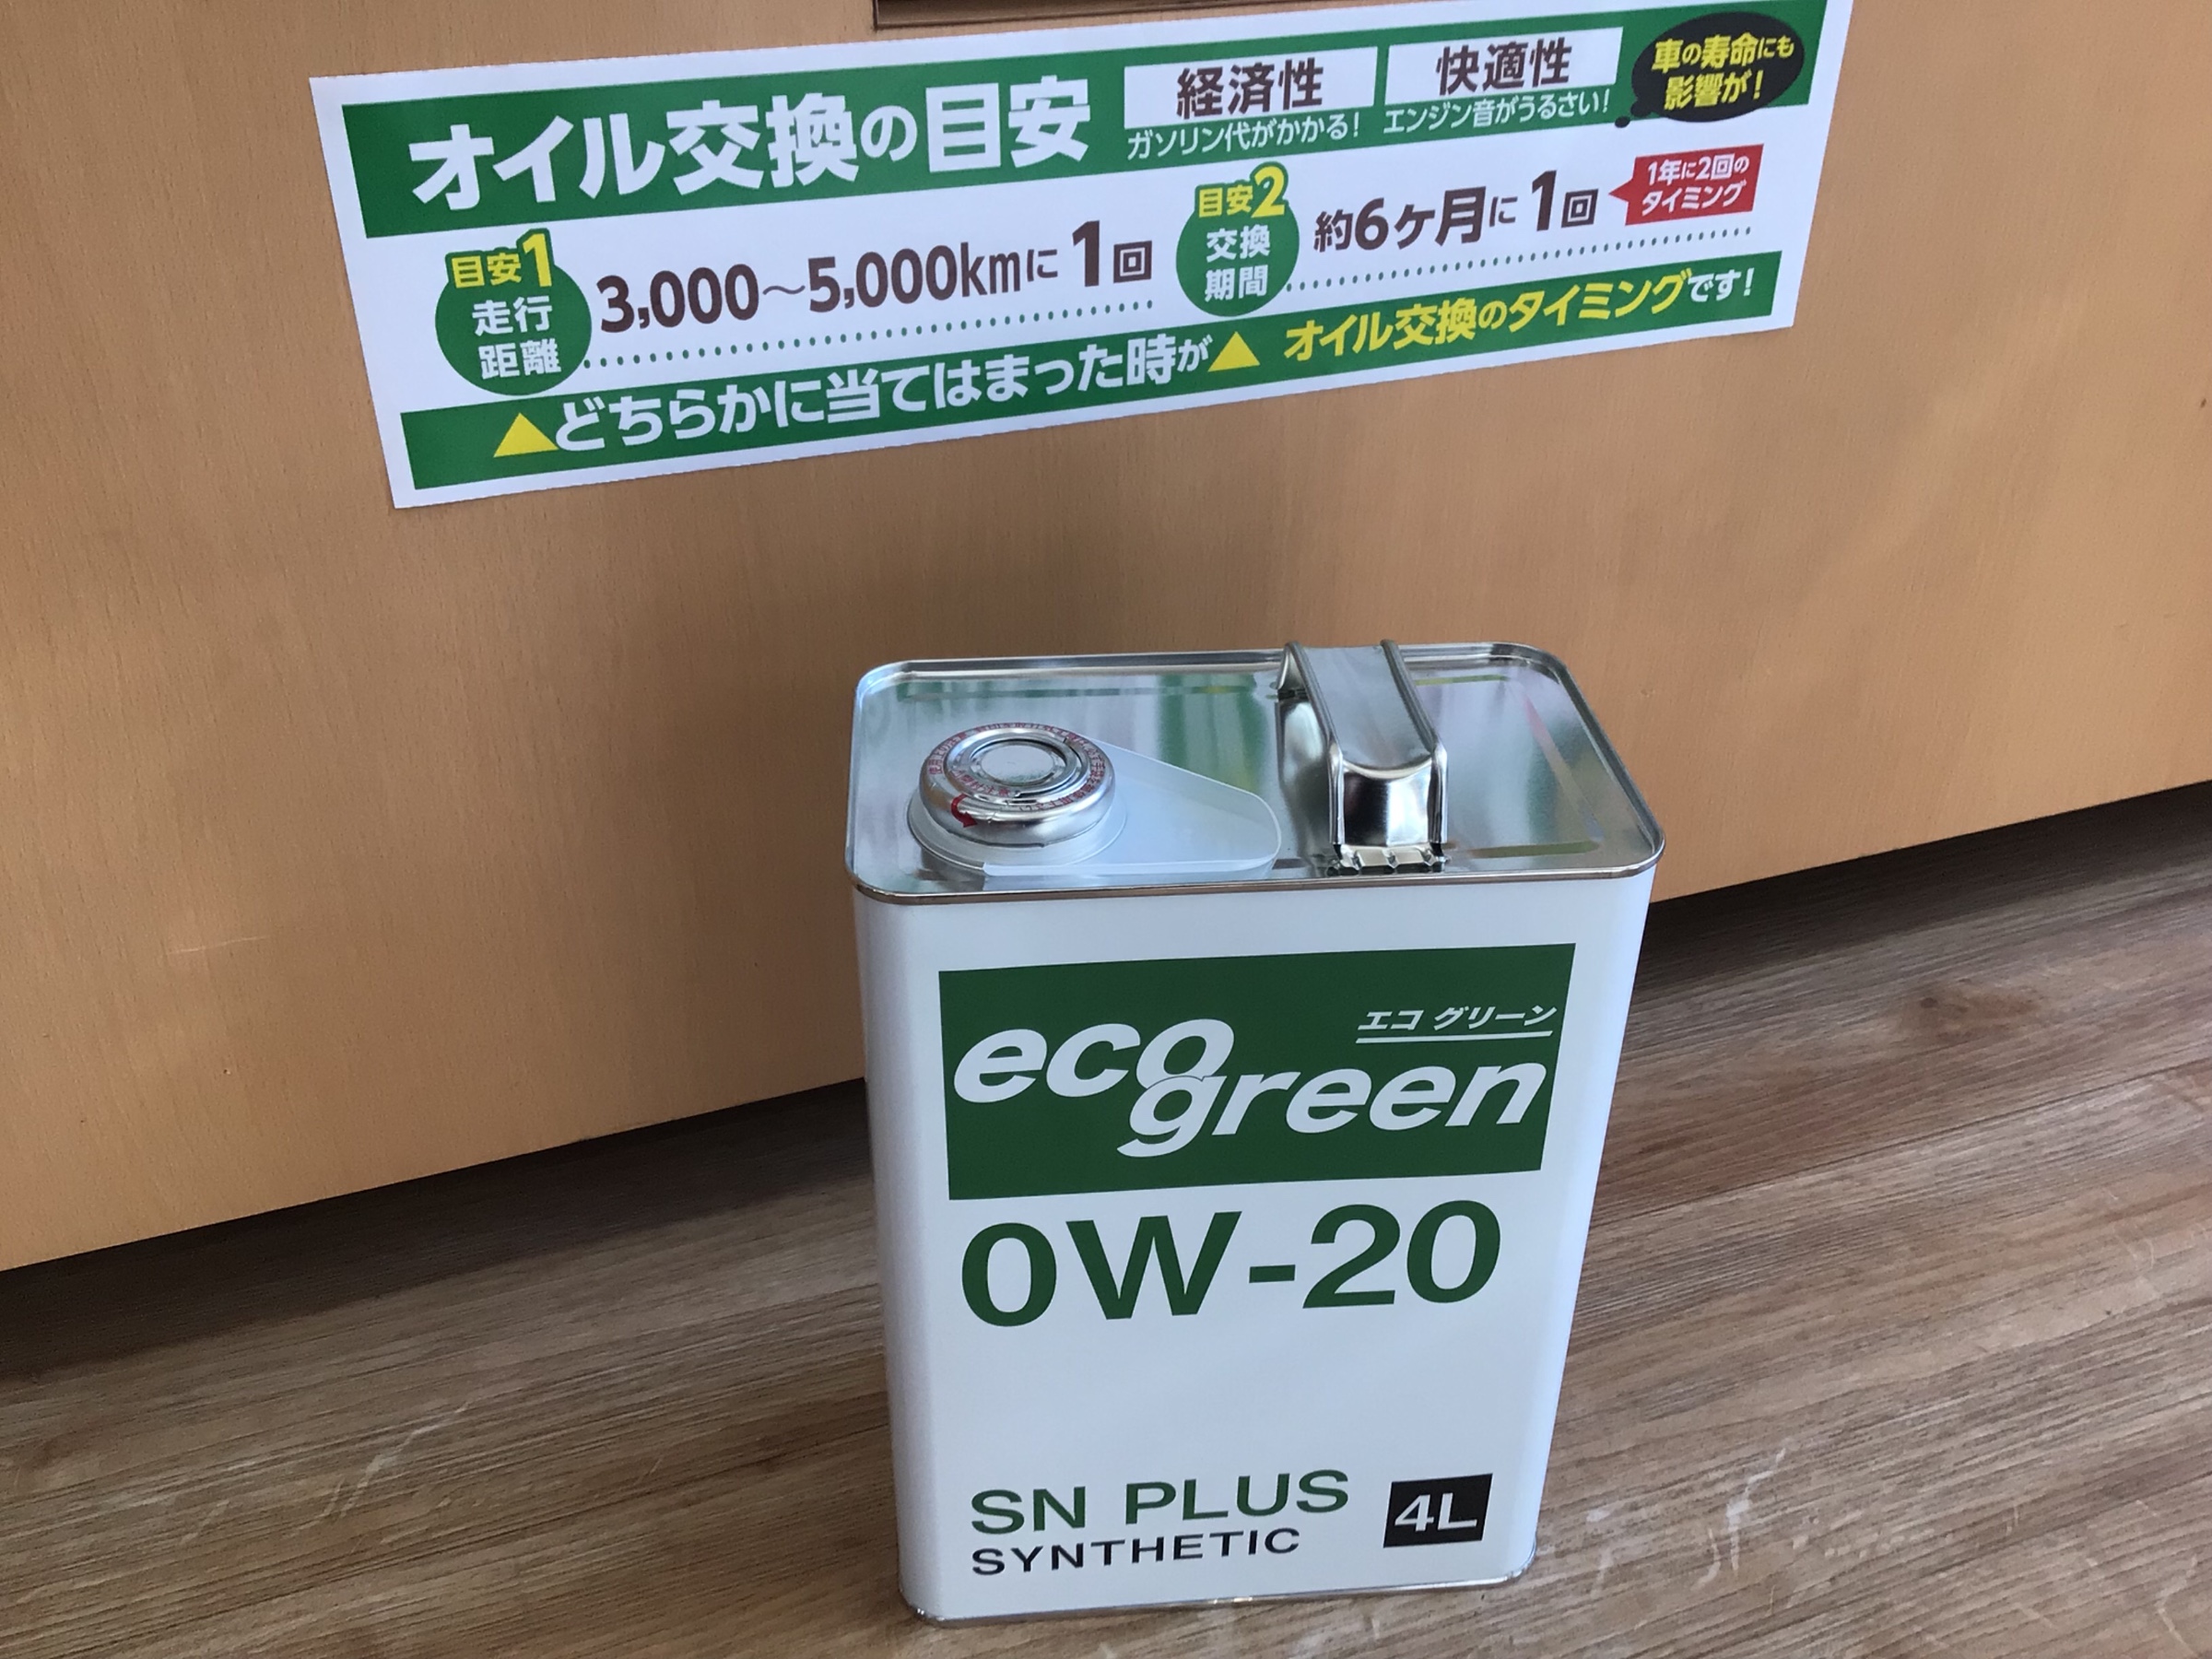 オイル交換の目安
経済性
ガソリン代がかかる!
快適性
エンジン音がうるさい!
車の寿命にも
影響が!
目安1
走行
距離
3,000～5,000kmに1回
目安2
交換
期間
約6ヶ月に1回
1年に2回の
タイミング
▲どちらかに当てはまった時が▲ オイル交換のタイミングです!
エコ グリーン
eco
green
0W-20
SN PLUS
SYNTHETIC
4L